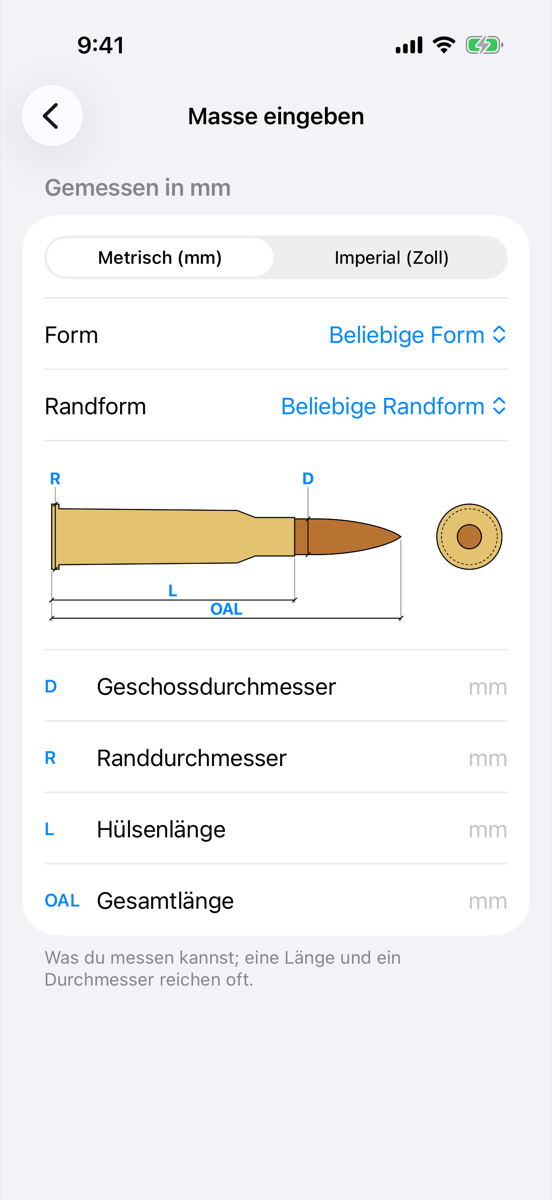 9:41
Masse eingeben
Gemessen in mm
Metrisch (mm)
Imperial (Zoll)
Form
Beliebige Form
Randform
Beliebige Randform
R
D
L
OAL
D Geschossdurchmesser mm
R Randdurchmesser mm
L Hülsenlänge mm
OAL Gesamtlänge mm
Was du messen kannst; eine Länge und ein
Durchmesser reichen oft.